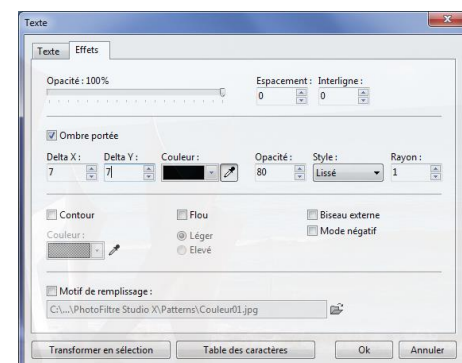 Texte
Texte Effets
Opacité : 100% Espacement : Interligne :
0 0
Ombre portée
Delta X : Delta Y : Couleur : Opacité : Style : Rayon :
7 7 80 Lissé 1
Contour Flou Biseau externe
Couleur : Léger Mode négatif
Elevé
Motif de remplissage :
C:\...\PhotoFiltre Studio X\Patterns\Couleur01.jpg
Transformer en sélection Table des caractères Ok Annuler